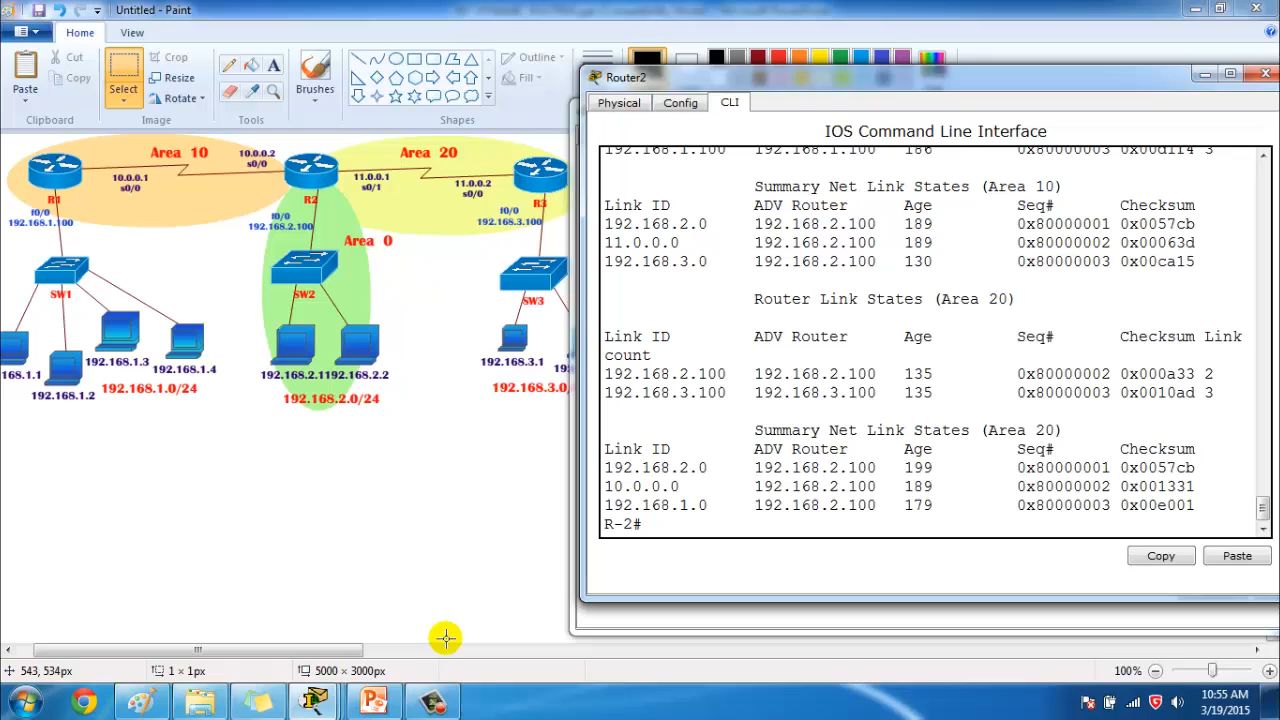 Untitled - Paint
Home
View
Paste
Cut
Copy
Clipboard
Select
Crop
Resize
Rotate
Image
Tools
Brushes
Shapes
Outline
Fill
Area 10
10.0.0.2
s0/0
10.0.0.1
s0/0
R1
f0/0
192.168.1.100
SW1
192.168.1.3
192.168.1.4
192.168.1.2
192.168.1.0/24
R2
f0/0
192.168.2.100
11.0.0.1
s0/1
Area 20
11.0.0.2
s0/0
R3
f0/0
192.168.3.100
Area 0
SW2
192.168.2.1
192.168.2.2
192.168.2.0/24
SW3
192.168.3.1
192.168.3.0/
Router2
Physical
Config
CLI
IOS Command Line Interface
192.168.1.100 192.168.1.100 186 0x80000003 0x00d1f4 3
Summary Net Link States (Area 10)
Link ID ADV Router Age Seq# Checksum
192.168.2.0 192.168.2.100 189 0x80000001 0x0057cb
11.0.0.0 192.168.2.100 189 0x80000002 0x00063d
192.168.3.0 192.168.2.100 130 0x80000003 0x00ca15
Router Link States (Area 20)
Link ID ADV Router Age Seq# Checksum Link
count
192.168.2.100 192.168.2.100 135 0x80000002 0x000a33 2
192.168.3.100 192.168.3.100 135 0x80000003 0x0010ad 3
Summary Net Link States (Area 20)
Link ID ADV Router Age Seq# Checksum
192.168.2.0 192.168.2.100 199 0x80000001 0x0057cb
10.0.0.0 192.168.2.100 189 0x80000002 0x001331
192.168.1.0 192.168.2.100 179 0x80000003 0x00e001
R-2#
Copy
Paste
543, 534px
1 × 1px
5000 × 3000px
100%
10:55 AM
3/19/2015